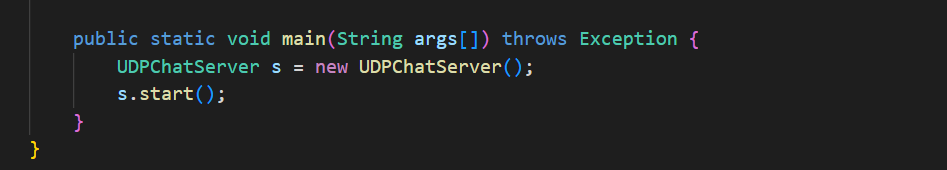 public static void main(String args[]) throws Exception {
UDPChatServer s = new UDPChatServer();
s.start();
}
}